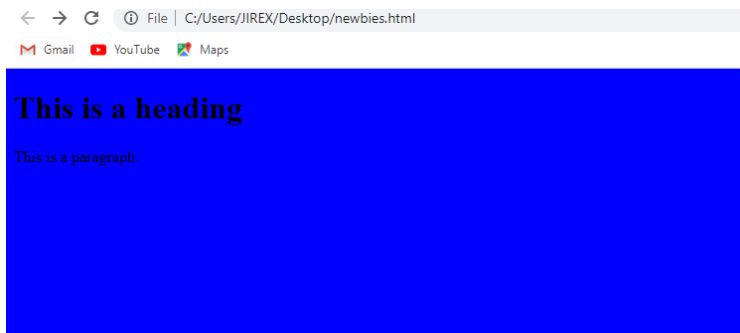 File | C:/Users/JIREX/Desktop/newbies.html
Gmail YouTube Maps
This is a heading
This is a paragraph.